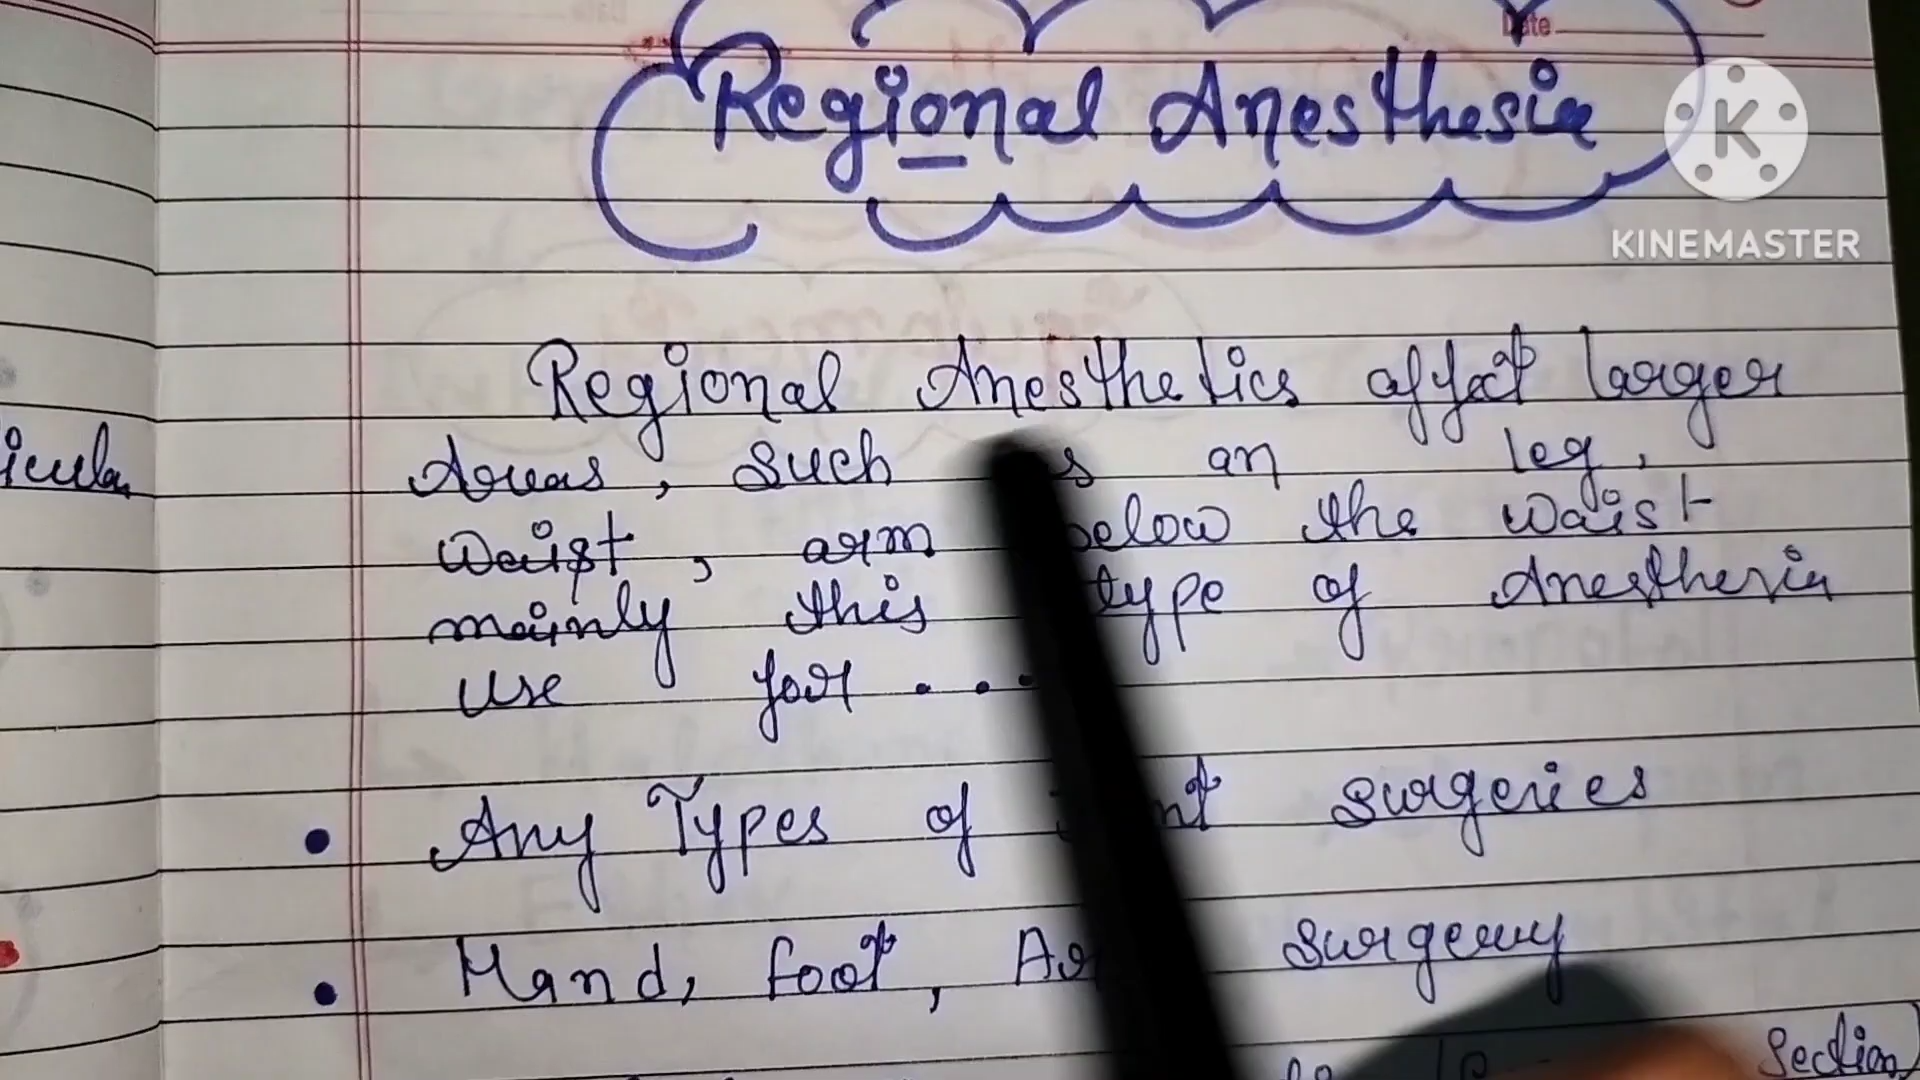 Date
Regional Anesthesia
KINEMASTER
Regional Anesthetics affect larger
Areas, such as an leg,
waist, arm below the waist
mainly this type of Anesthesia
use for ...
Any Types of surgeries
Hand, foot, surgery
section)